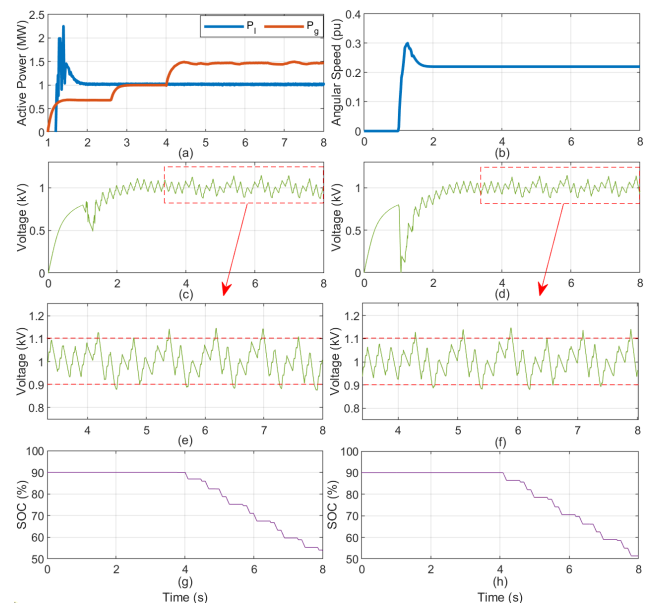 P_l P_g
Active Power (MW)
2.5
2
1.5
1
0.5
0
1 2 3 4 5 6 7 8
(a)
Angular Speed (pu)
0.4
0.3
0.2
0.1
0
0 2 4 6 8
(b)
Voltage (kV)
1
0.5
0
0 2 4 6 8
(c)
Voltage (kV)
1
0.5
0
0 2 4 6 8
(d)
Voltage (kV)
1.2
1.1
1
0.9
0.8
4 5 6 7 8
(e)
Voltage (kV)
1.2
1.1
1
0.9
0.8
4 5 6 7 8
(f)
SOC (%)
100
90
80
70
60
50
0 2 4 6 8
(g)
Time (s)
SOC (%)
100
90
80
70
60
50
0 2 4 6 8
(h)
Time (s)